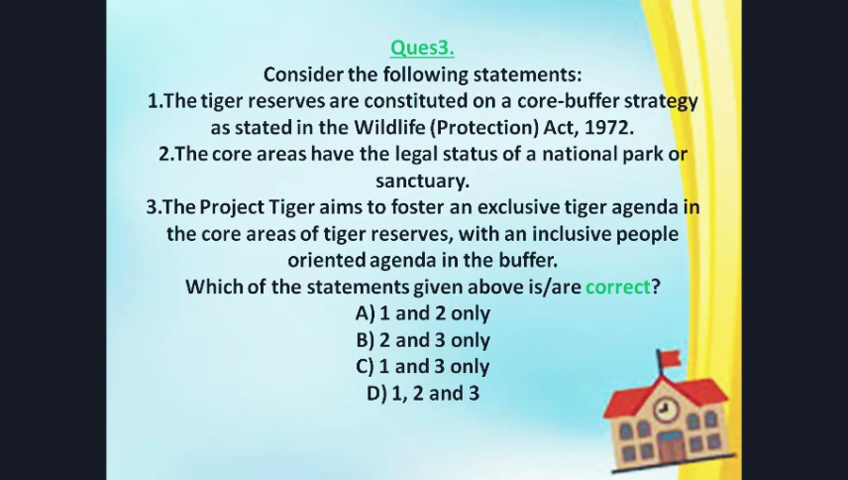 Ques3.
Consider the following statements:
1.The tiger reserves are constituted on a core-buffer strategy
as stated in the Wildlife (Protection) Act, 1972.
2.The core areas have the legal status of a national park or
sanctuary.
3.The Project Tiger aims to foster an exclusive tiger agenda in
the core areas of tiger reserves, with an inclusive people
oriented agenda in the buffer.
Which of the statements given above is/are correct?
A) 1 and 2 only
B) 2 and 3 only
C) 1 and 3 only
D) 1, 2 and 3